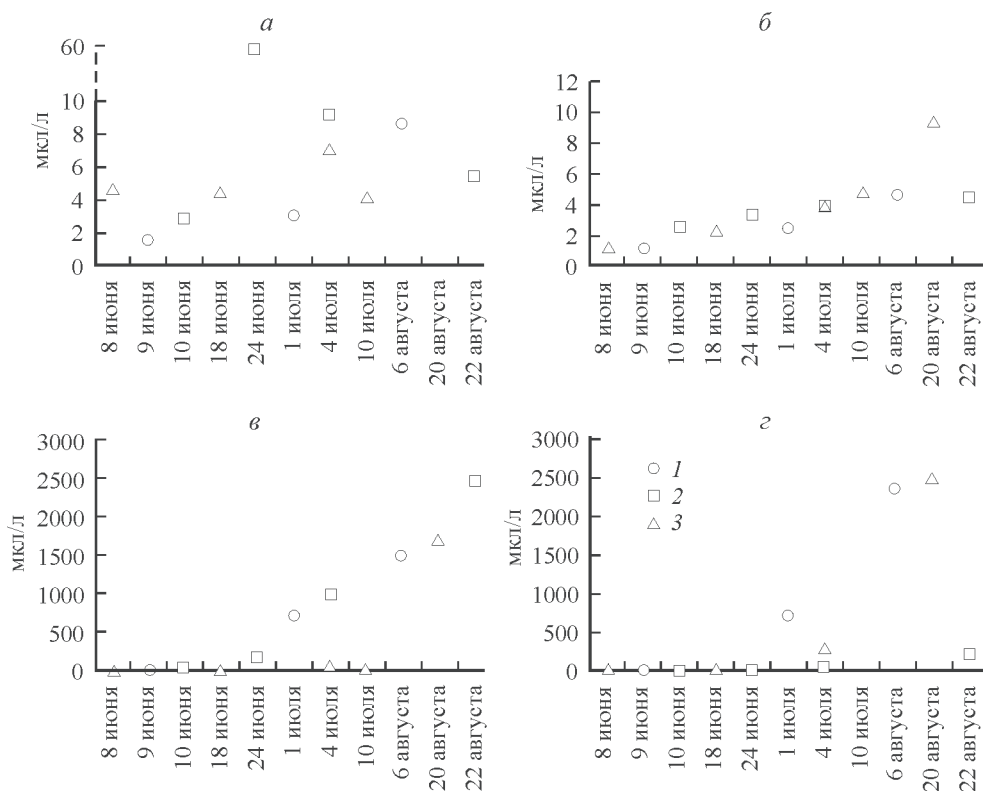 а
60
10
8
6
4
2
0
мкл/л
8 июня
9 июня
10 июня
18 июня
24 июня
1 июля
4 июля
10 июля
6 августа
20 августа
22 августа
б
12
10
8
6
4
2
0
мкл/л
8 июня
9 июня
10 июня
18 июня
24 июня
1 июля
4 июля
10 июля
6 августа
20 августа
22 августа
в
3000
2500
2000
1500
1000
500
0
мкл/л
8 июня
9 июня
10 июня
18 июня
24 июня
1 июля
4 июля
10 июля
6 августа
20 августа
22 августа
г
3000
2500
2000
1500
1000
500
0
мкл/л
1
2
3
8 июня
9 июня
10 июня
18 июня
24 июня
1 июля
4 июля
10 июля
6 августа
20 августа
22 августа